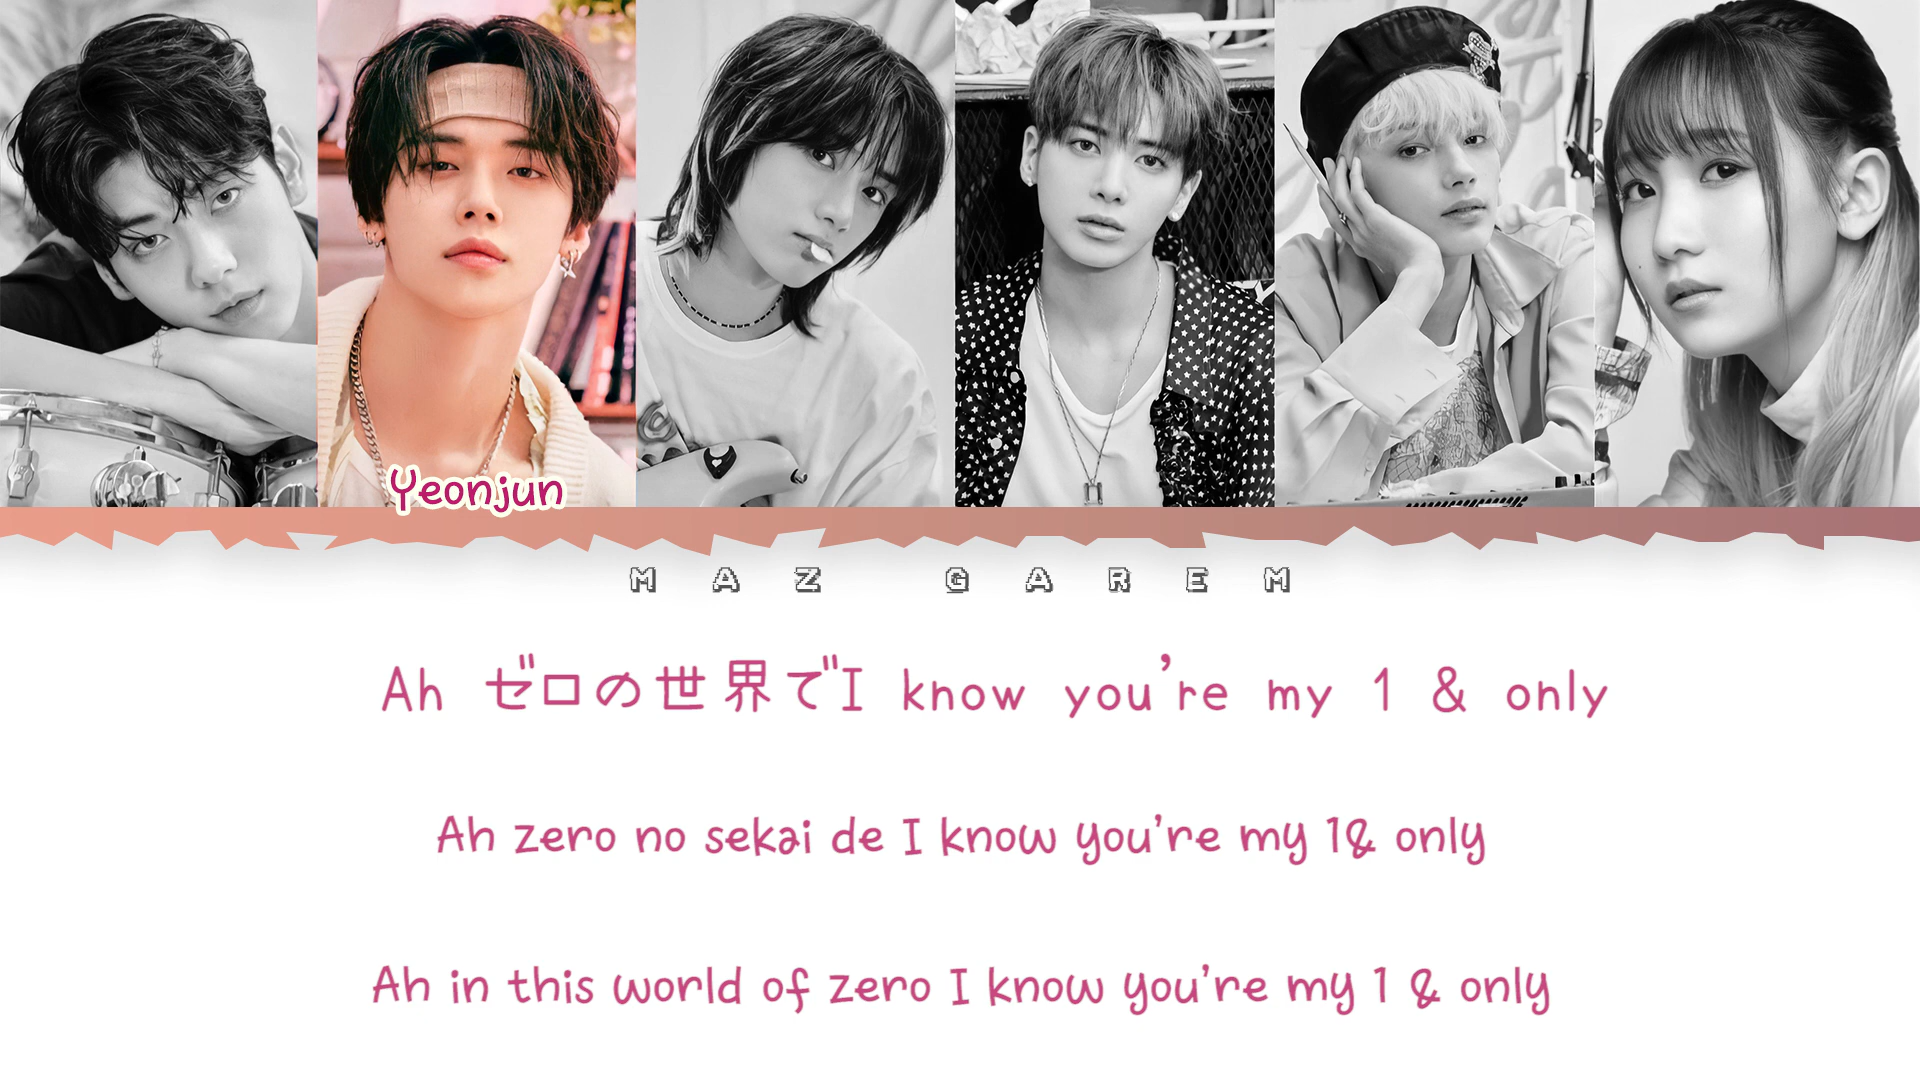 Yeonjun
MAZ GAREM
Ah ゼロの世界でI know you're my 1 & only
Ah zero no sekai de I know you're my 1& only
Ah in this world of zero I know you're my 1 & only